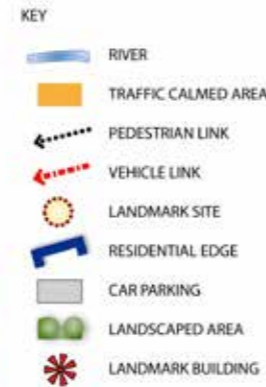 KEY
RIVER
TRAFFIC CALMED AREA
PEDESTRIAN LINK
VEHICLE LINK
LANDMARK SITE
RESIDENTIAL EDGE
CAR PARKING
LANDSCAPED AREA
LANDMARK BUILDING